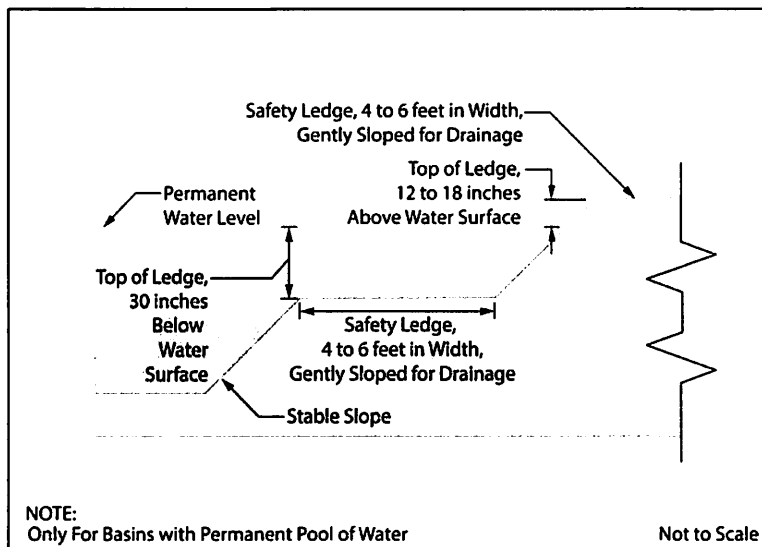 Safety Ledge, 4 to 6 feet in Width,
Gently Sloped for Drainage
Top of Ledge,
12 to 18 inches
Above Water Surface
Permanent
Water Level
Top of Ledge,
30 inches
Below
Water
Surface
Safety Ledge,
4 to 6 feet in Width,
Gently Sloped for Drainage
Stable Slope
NOTE:
Only For Basins with Permanent Pool of Water
Not to Scale